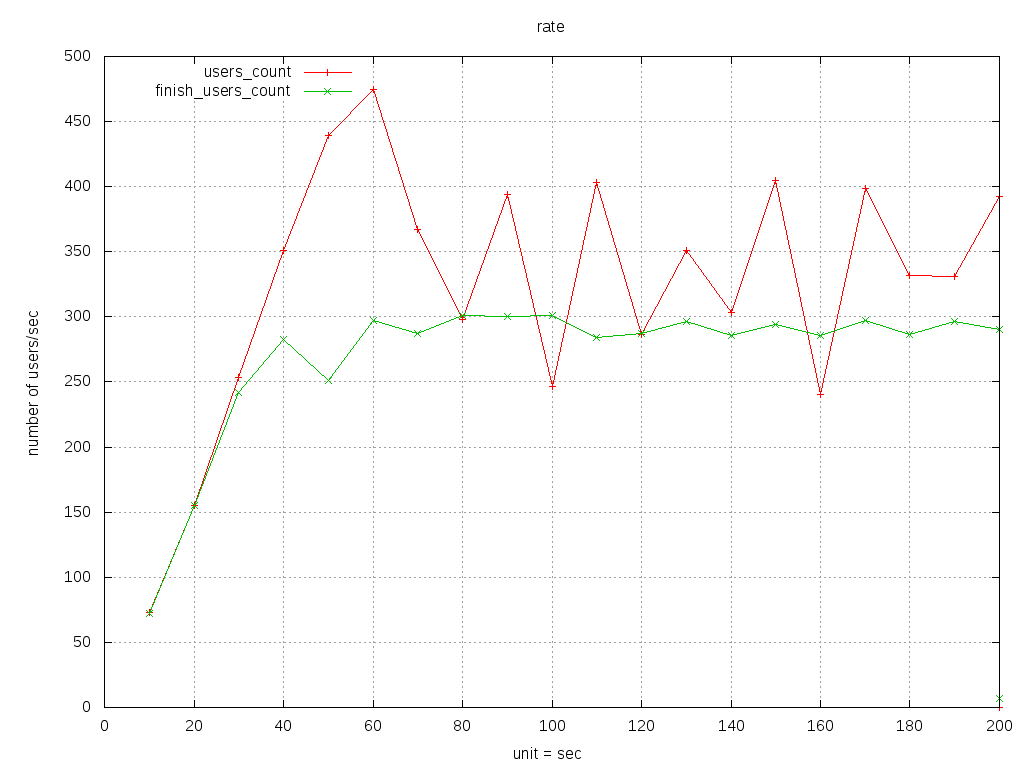 rate
users_count
finish_users_count
500
450
400
350
300
250
200
150
100
50
0
number of users/sec
0 20 40 60 80 100 120 140 160 180 200
unit = sec